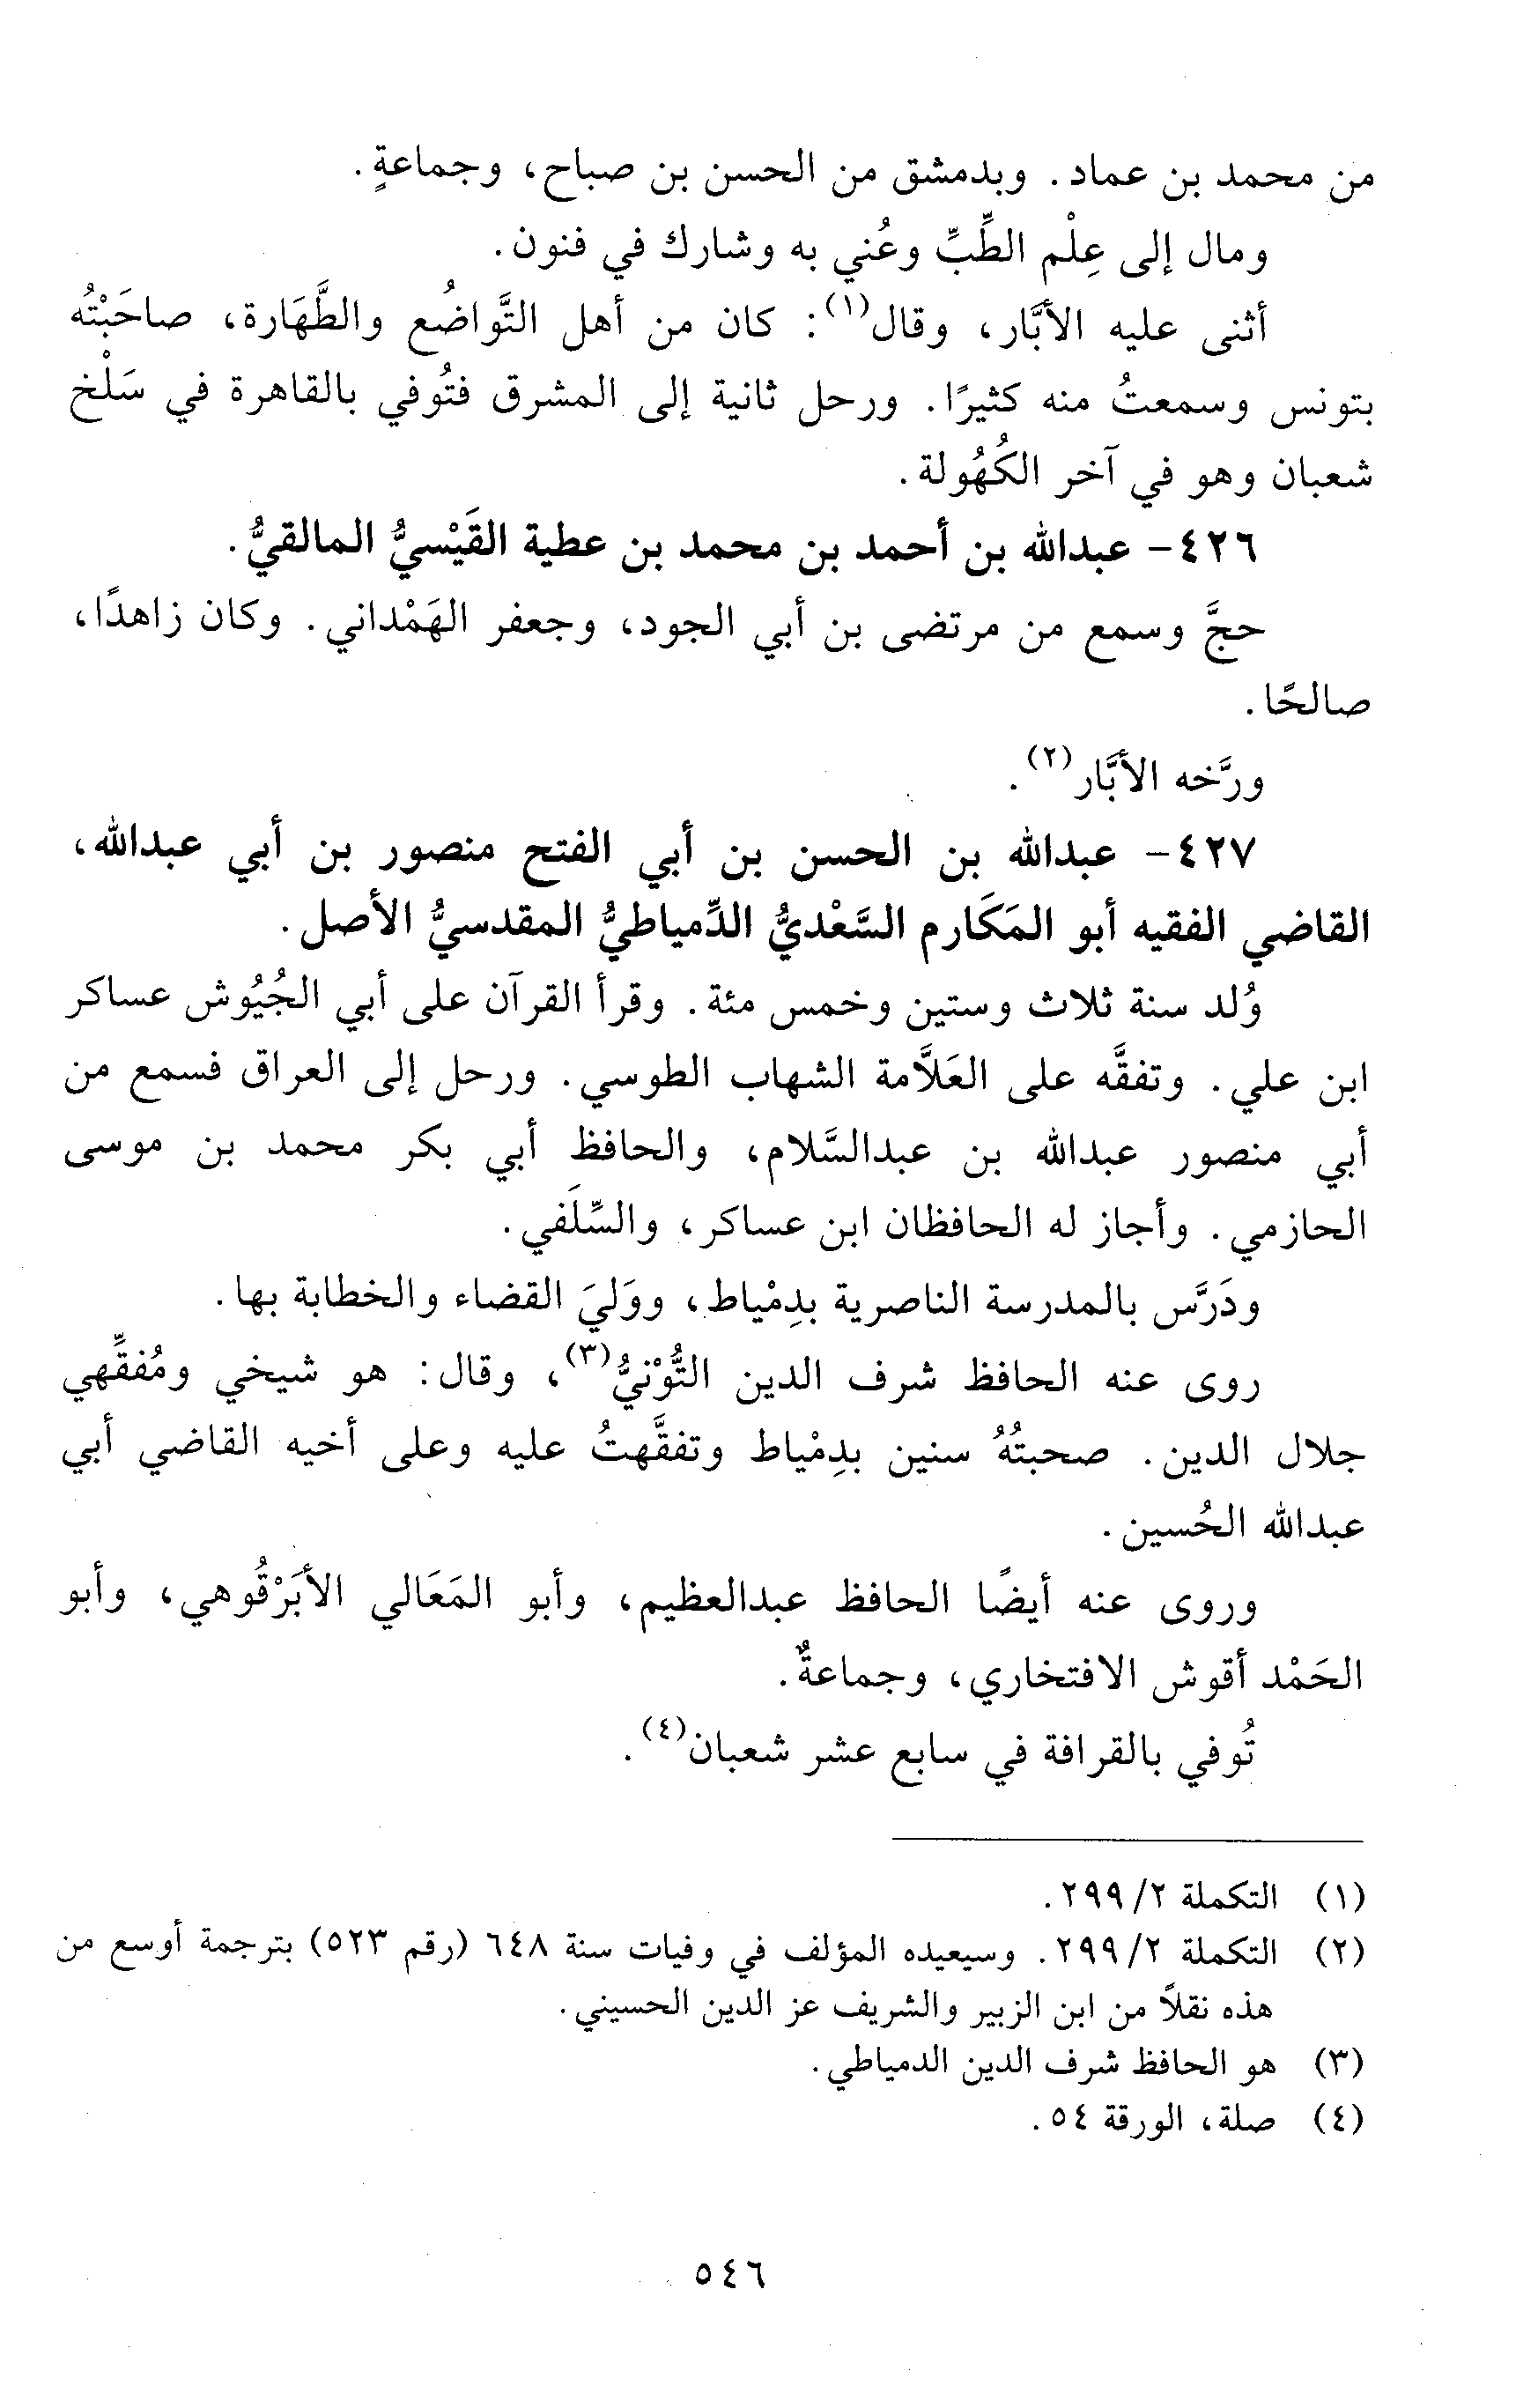 من محمد بن عماد. وبدمشق من الحسن بن صباح، وجماعةٍ.
ومال إلى عِلْم الطِّبِّ وعُني به وشارك في فنون.
أثنى عليه الأبَّار، وقال(١): كان من أهل التَّواضُع والطَّهَارة، صاحَبْتُه
بتونس وسمعتُ منه كثيرًا. ورحل ثانية إلى المشرق فتُوفي بالقاهرة في سَلْخ
شعبان وهو في آخر الكُهُولة.
٤٢٦- عبدالله بن أحمد بن محمد بن عطية القَيْسيُّ المالقيُّ.
حجَّ وسمع من مرتضى بن أبي الجود، وجعفر الهَمْداني. وكان زاهدًا،
صالحًا.
ورَّخه الأبَّار(٢).
٤٢٧- عبدالله بن الحسن بن أبي الفتح منصور بن أبي عبدالله،
القاضي الفقيه أبو المَكَارم السَّعْديُّ الدِّمياطيُّ المقدسيُّ الأصل.
وُلد سنة ثلاث وستين وخمس مئة. وقرأ القرآن على أبي الجُيُوش عساكر
ابن علي. وتفقَّه على العَلاَّمة الشهاب الطوسي. ورحل إلى العراق فسمع من
أبي منصور عبدالله بن عبدالسَّلام، والحافظ أبي بكر محمد بن موسى
الحازمي. وأجاز له الحافظان ابن عساكر، والسِّلَفي.
ودَرَّس بالمدرسة الناصرية بدِمْياط، ووَليَ القضاء والخطابة بها.
روى عنه الحافظ شرف الدين التُّوْنيُّ(٣)، وقال: هو شيخي ومُفقِّهي
جلال الدين. صحبتُهُ سنين بدِمْياط وتفقَّهتُ عليه وعلى أخيه القاضي أبي
عبدالله الحُسين.
وروى عنه أيضًا الحافظ عبدالعظيم، وأبو المَعَالي الأبَرْقُوهي، وأبو
الحَمْد أقوش الافتخاري، وجماعةٌ.
تُوفي بالقرافة في سابع عشر شعبان(٤).
(١) التكملة ٢/ ٢٩٩.
(٢) التكملة ٢/ ٢٩٩. وسيعيده المؤلف في وفيات سنة ٦٤٨ (رقم ٥٢٣) بترجمة أوسع من
هذه نقلاً من ابن الزبير والشريف عز الدين الحسيني.
(٣) هو الحافظ شرف الدين الدمياطي.
(٤) صلة، الورقة ٥٤.
٥٤٦